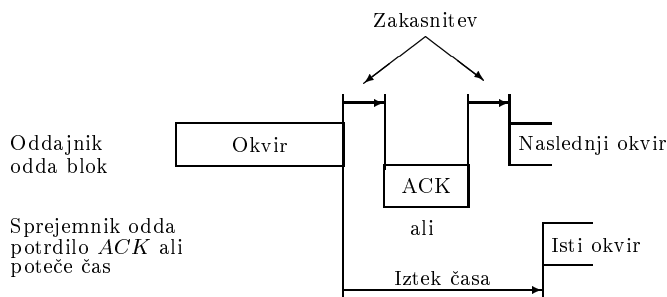 Zakasnitev
Oddajnik
odda blok
Okvir
Naslednji okvir
ACK
Sprejemnik odda
potrdilo ACK ali
poteče čas
ali
Isti okvir
Iztek časa